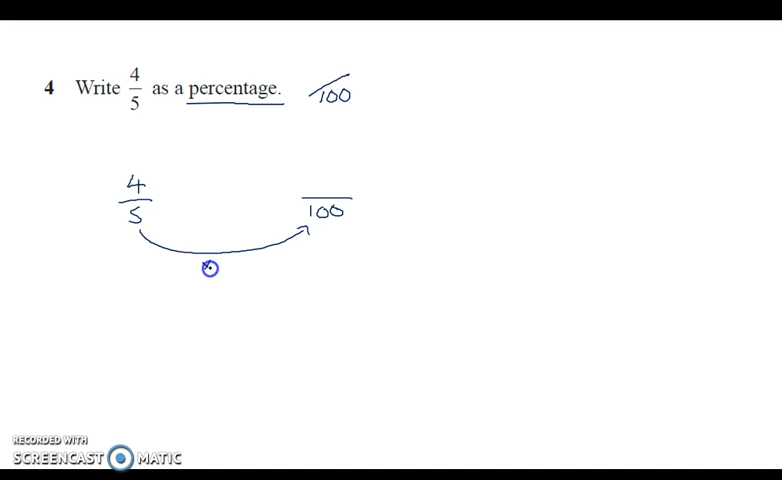 4 Write 4/5 as a percentage. /100
4/5 /100
×
RECORDED WITH
SCREENCAST MATIC